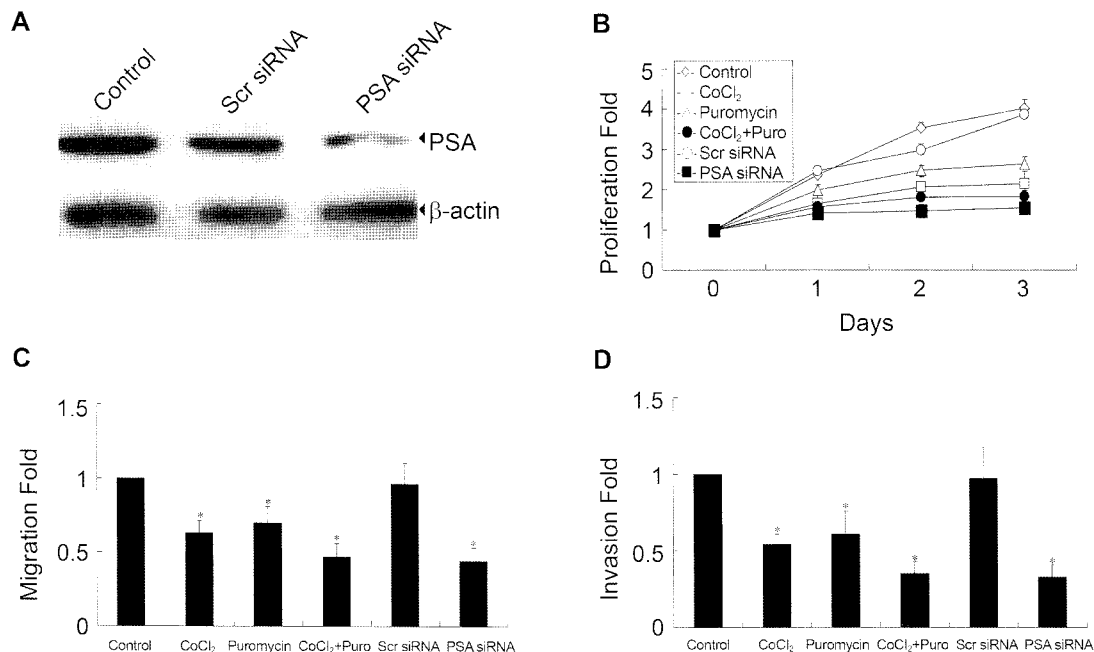 A
Control
Scr siRNA
PSA siRNA
PSA
β-actin
B
Proliferation Fold
5
4
3
2
1
0
Control
CoCl₂
Puromycin
CoCl₂+Puro
Scr siRNA
PSA siRNA
0 1 2 3
Days
C
Migration Fold
1.5
1
0.5
0
* * * *
Control CoCl₂ Puromycin CoCl₂+Puro Scr siRNA PSA siRNA
D
Invasion Fold
1.5
1
0.5
0
* * * *
Control CoCl₂ Puromycin CoCl₂+Puro Scr siRNA PSA siRNA